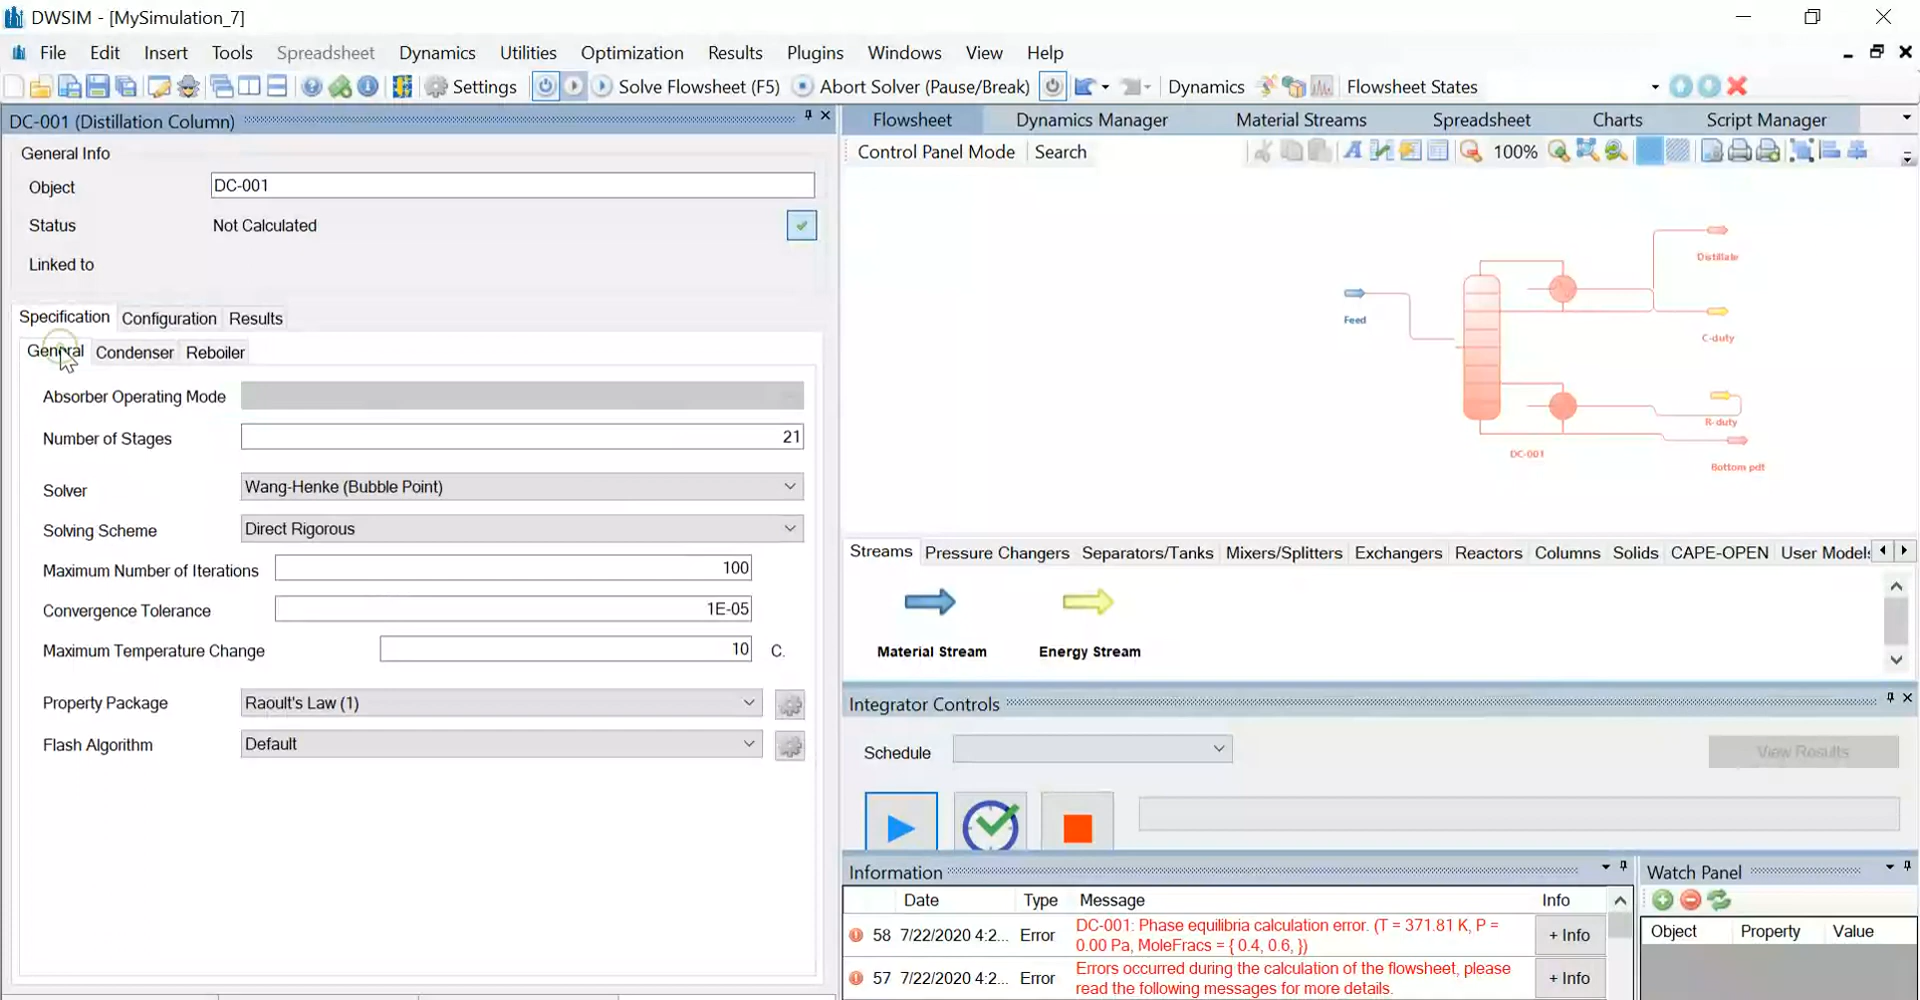 DWSIM - [MySimulation_7]
File Edit Insert Tools Spreadsheet Dynamics Utilities Optimization Results Plugins Windows View Help
Settings Solve Flowsheet (F5) Abort Solver (Pause/Break) Dynamics Flowsheet States
DC-001 (Distillation Column)
General Info
Object DC-001
Status Not Calculated
Linked to
Specification Configuration Results
General Condenser Reboiler
Absorber Operating Mode
Number of Stages 21
Solver Wang-Henke (Bubble Point)
Solving Scheme Direct Rigorous
Maximum Number of Iterations 100
Convergence Tolerance 1E-05
Maximum Temperature Change 10 C.
Property Package Raoult's Law (1)
Flash Algorithm Default
Flowsheet Dynamics Manager Material Streams Spreadsheet Charts Script Manager
Control Panel Mode Search 100%
Distillate
Feed
C-duty
R-duty
DC-001
Bottom pdt
Streams Pressure Changers Separators/Tanks Mixers/Splitters Exchangers Reactors Columns Solids CAPE-OPEN User Models
Material Stream Energy Stream
Integrator Controls
Schedule View Results
Information
Date Type Message Info
58 7/22/2020 4:2... Error DC-001: Phase equilibria calculation error. (T = 371.81 K, P =
0.00 Pa, MoleFracs = { 0.4, 0.6, }) + Info
57 7/22/2020 4:2... Error Errors occurred during the calculation of the flowsheet, please
read the following messages for more details. + Info
Watch Panel
Object Property Value